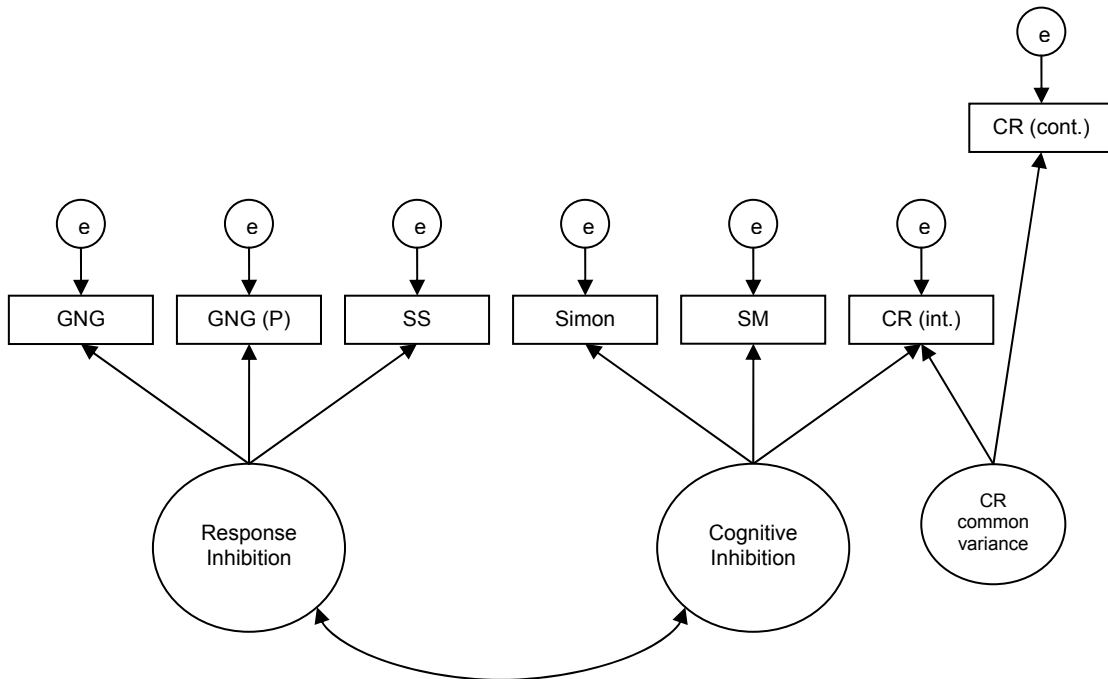 e
CR (cont.)
e
e
e
e
e
e
GNG
GNG (P)
SS
Simon
SM
CR (int.)
Response
Inhibition
Cognitive
Inhibition
CR
common
variance